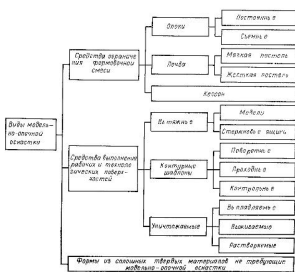 Виды модель-
но-опочной
оснастки
Средства ограниче-
ния формовочной
смеси
Опоки
Постоянные
Съемные
Почва
Мягкая постель
Жесткая постель
Кессон
Средства выполнения
рабочих и техноло-
гических поверх-
ностей
Вытяжные
Модели
Стержневые ящики
Контурные
шаблоны
Поворотные
Проходные
Контрольные
Уничтожаемые
Выплавляемые
Выжигаемые
Растворяемые
Формы из сплошных твердых материалов не требующие
модельно-опочной оснастки